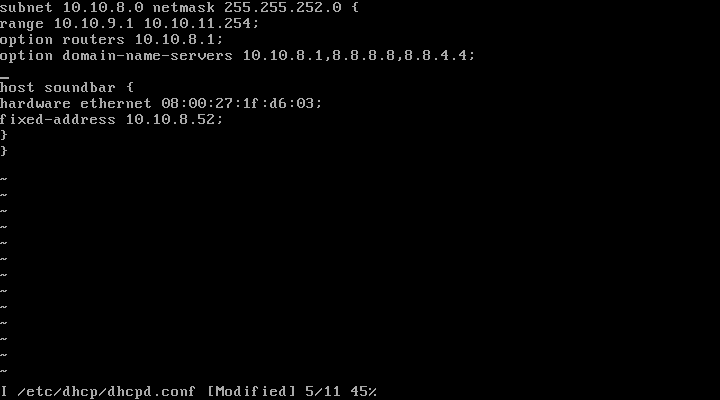 subnet 10.10.8.0 netmask 255.255.252.0 {
range 10.10.9.1 10.10.11.254;
option routers 10.10.8.1;
option domain-name-servers 10.10.8.1,8.8.8.8,8.8.4.4;
host soundbar {
hardware ethernet 08:00:27:1f:d6:03;
fixed-address 10.10.8.52;
}
}
~
~
~
~
~
~
~
~
~
~
~
~
~
I /etc/dhcp/dhcpd.conf [Modified] 5/11 45%